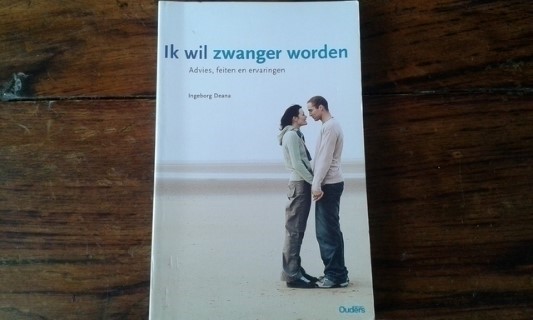 Ik wil zwanger worden
Advies, feiten en ervaringen
Ingeborg Deana
Ouders